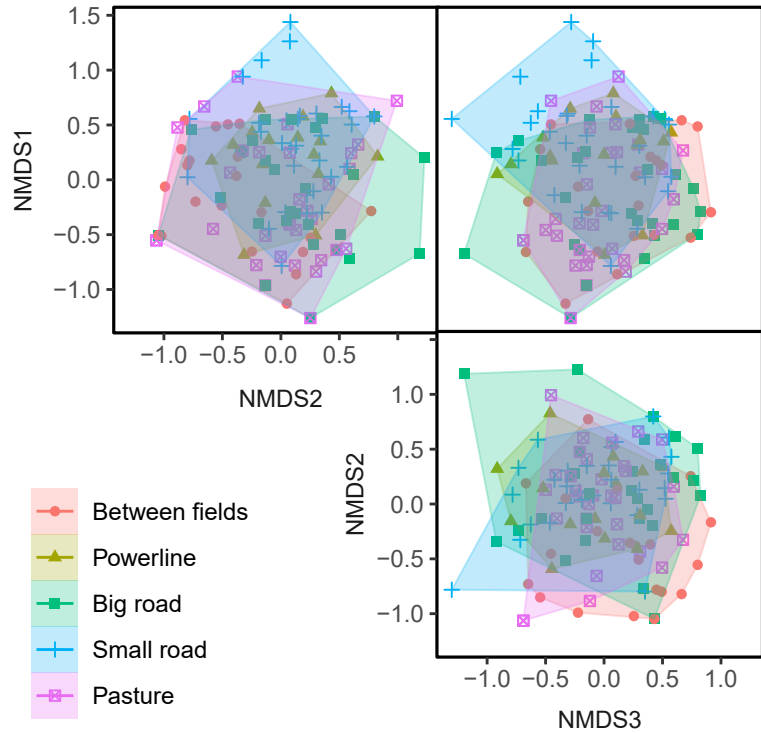 1.5
1.0
0.5
0.0
−0.5
−1.0
NMDS1
−1.0 −0.5 0.0 0.5
NMDS2
1.0
0.5
0.0
−0.5
−1.0
NMDS2
−1.0 −0.5 0.0 0.5 1.0
NMDS3
Between fields
Powerline
Big road
Small road
Pasture